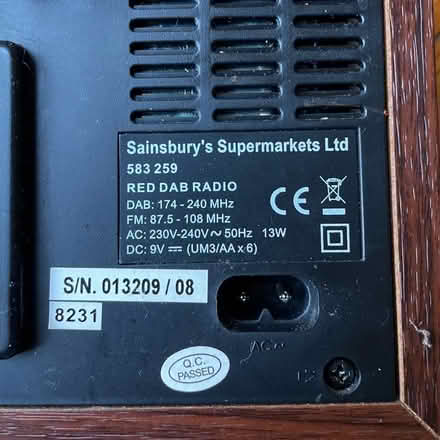 Sainsbury's Supermarkets Ltd
583 259
RED DAB RADIO
DAB: 174 - 240 MHz
FM: 87.5 - 108 MHz
AC: 230V-240V ~ 50Hz 13W
DC: 9V ⎓ (UM3/AA x 6)
CE
S/N. 013209 / 08
8231
AC~
Q.C.
PASSED